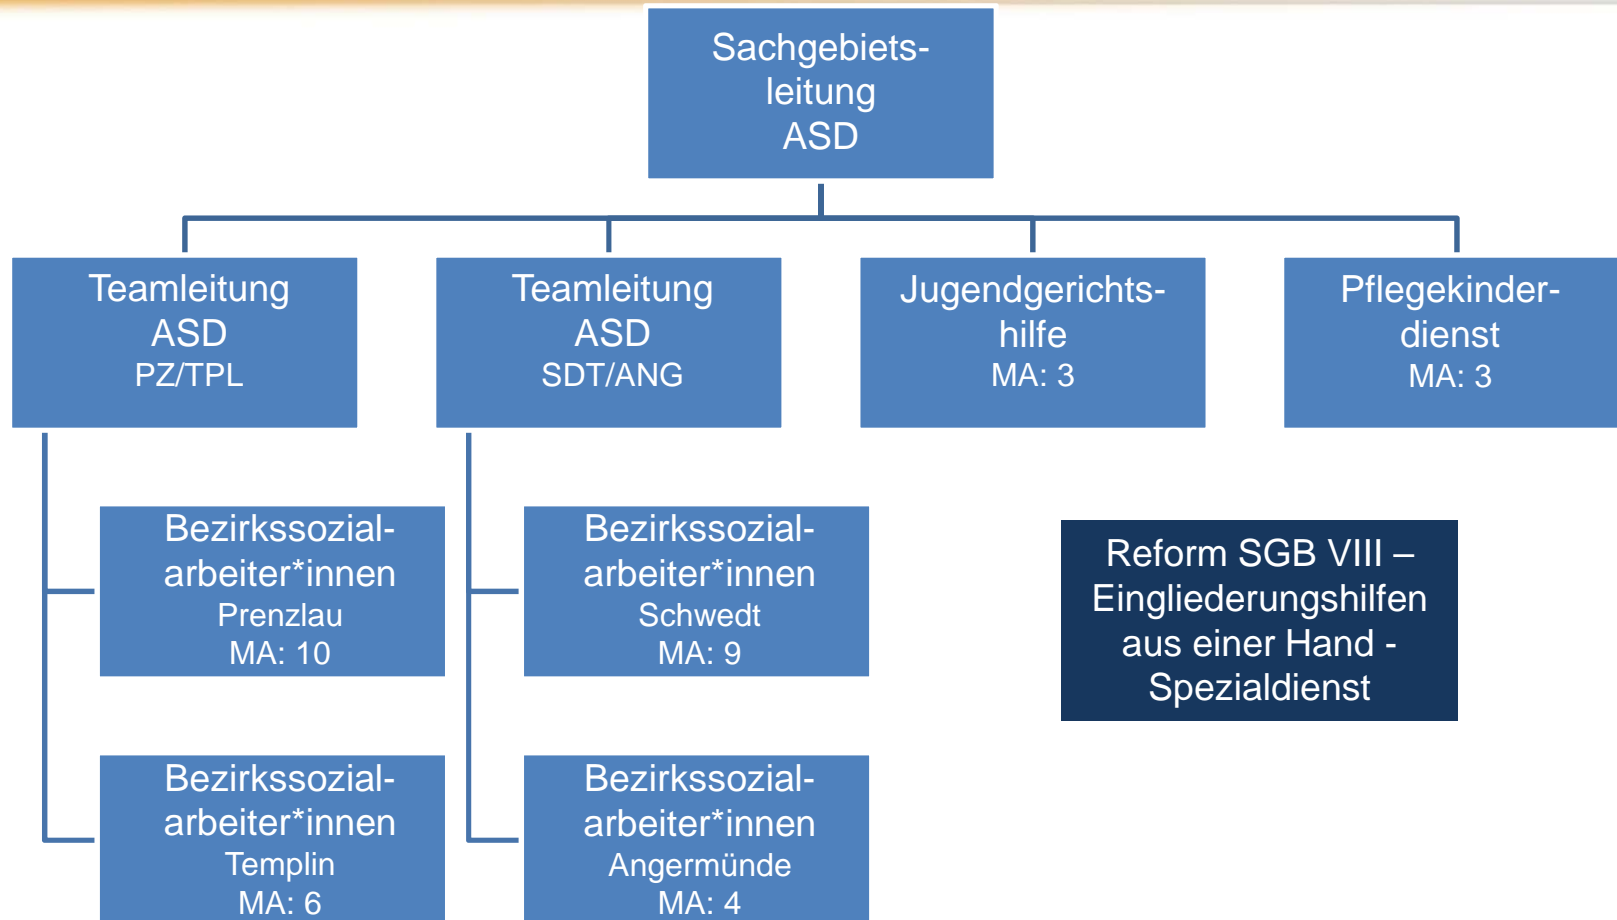 Sachgebiets-
leitung
ASD
Teamleitung
ASD
PZ/TPL
Teamleitung
ASD
SDT/ANG
Jugendgerichts-
hilfe
MA: 3
Pflegekinder-
dienst
MA: 3
Bezirkssozial-
arbeiter*innen
Prenzlau
MA: 10
Bezirkssozial-
arbeiter*innen
Schwedt
MA: 9
Reform SGB VIII –
Eingliederungshilfen
aus einer Hand -
Spezialdienst
Bezirkssozial-
arbeiter*innen
Templin
MA: 6
Bezirkssozial-
arbeiter*innen
Angermünde
MA: 4